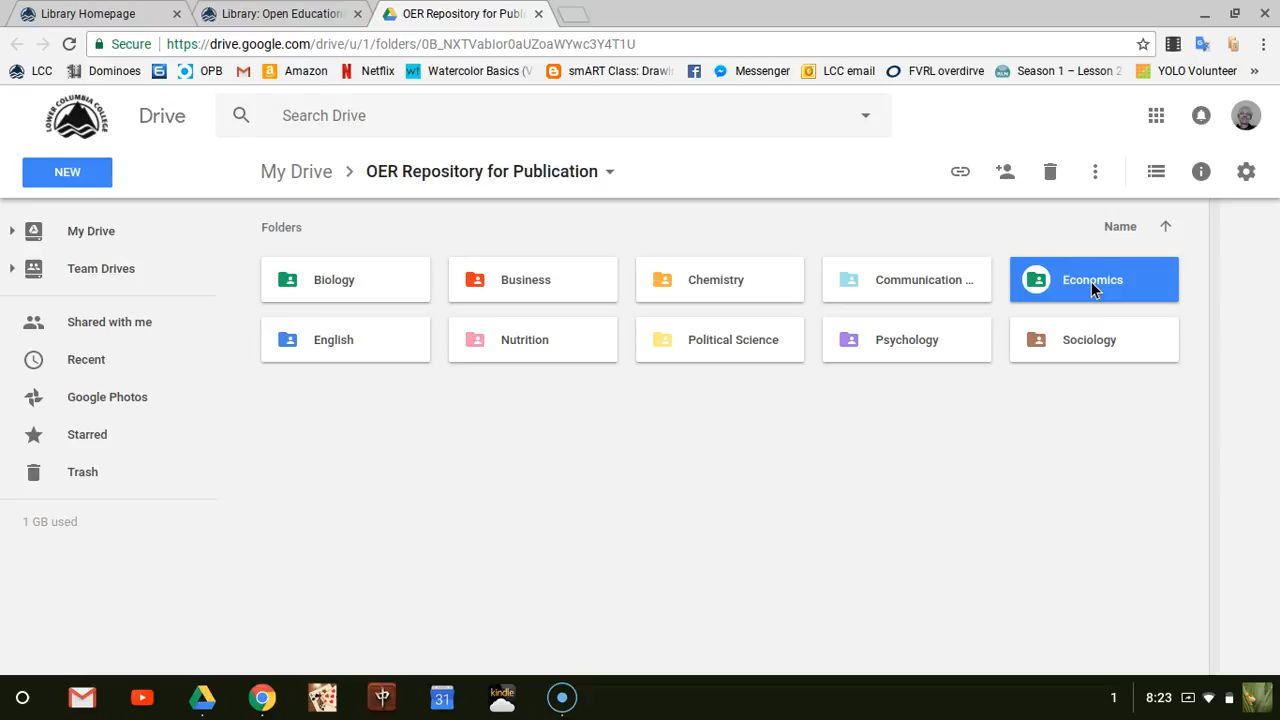 Library Homepage
Library: Open Education
OER Repository for Publi
Secure https://drive.google.com/drive/u/1/folders/0B_NXTVabIor0aUZoaWYwc3Y4T1U
LCC Dominoes OPB Amazon Netflix Watercolor Basics (V smART Class: Drawi Messenger LCC email FVRL overdrive Season 1 – Lesson 2 YOLO Volunteer »
LOWER COLUMBIA COLLEGE
Drive
Search Drive
NEW
My Drive > OER Repository for Publication
My Drive
Team Drives
Shared with me
Recent
Google Photos
Starred
Trash
1 GB used
Folders Name
Biology Business Chemistry Communication ... Economics
English Nutrition Political Science Psychology Sociology
31 kindle 1 8:23